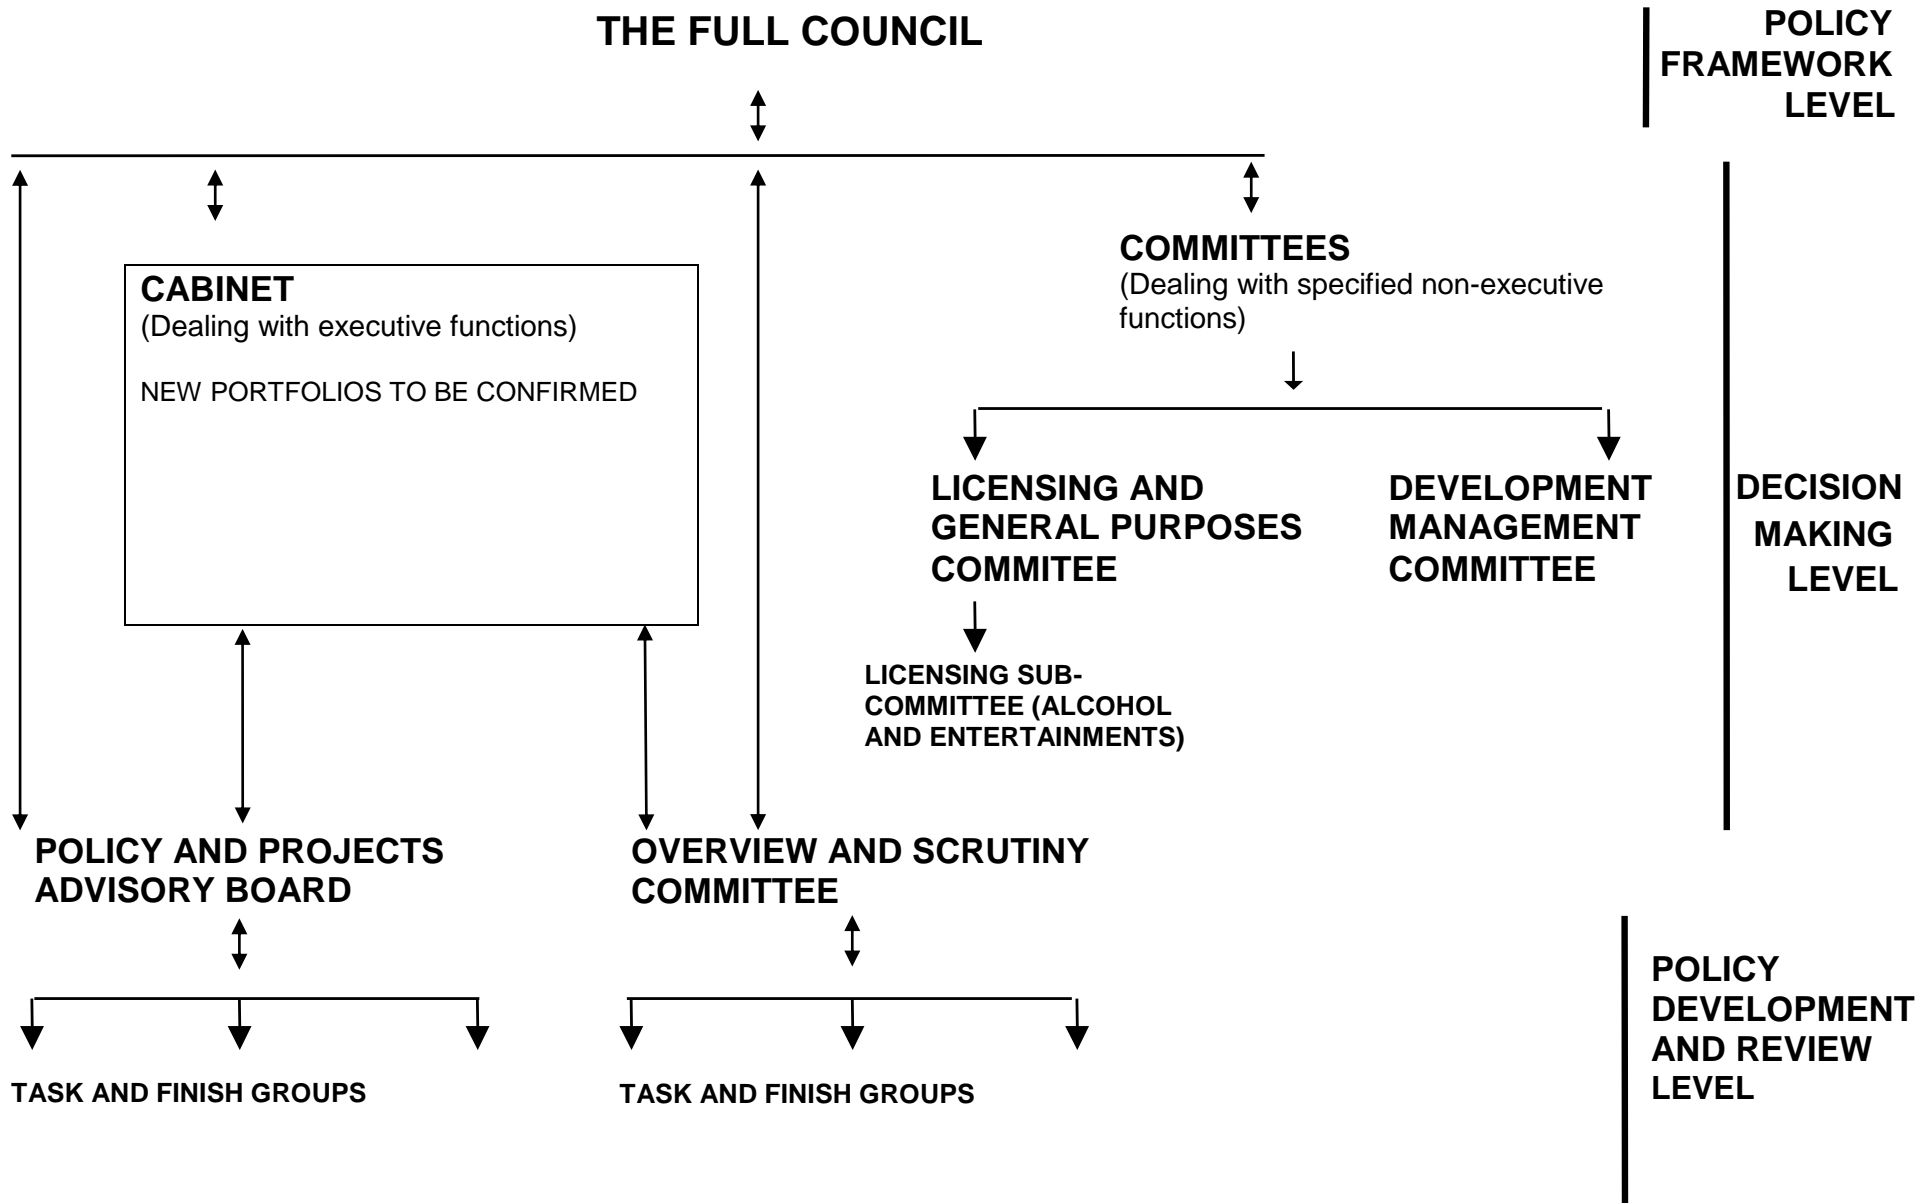 THE FULL COUNCIL
POLICY
FRAMEWORK
LEVEL
CABINET
(Dealing with executive functions)
NEW PORTFOLIOS TO BE CONFIRMED
COMMITTEES
(Dealing with specified non-executive
functions)
LICENSING AND
GENERAL PURPOSES
COMMITEE
DEVELOPMENT
MANAGEMENT
COMMITTEE
DECISION
MAKING
LEVEL
LICENSING SUB-
COMMITTEE (ALCOHOL
AND ENTERTAINMENTS)
POLICY AND PROJECTS
ADVISORY BOARD
OVERVIEW AND SCRUTINY
COMMITTEE
POLICY
DEVELOPMENT
AND REVIEW
LEVEL
TASK AND FINISH GROUPS
TASK AND FINISH GROUPS